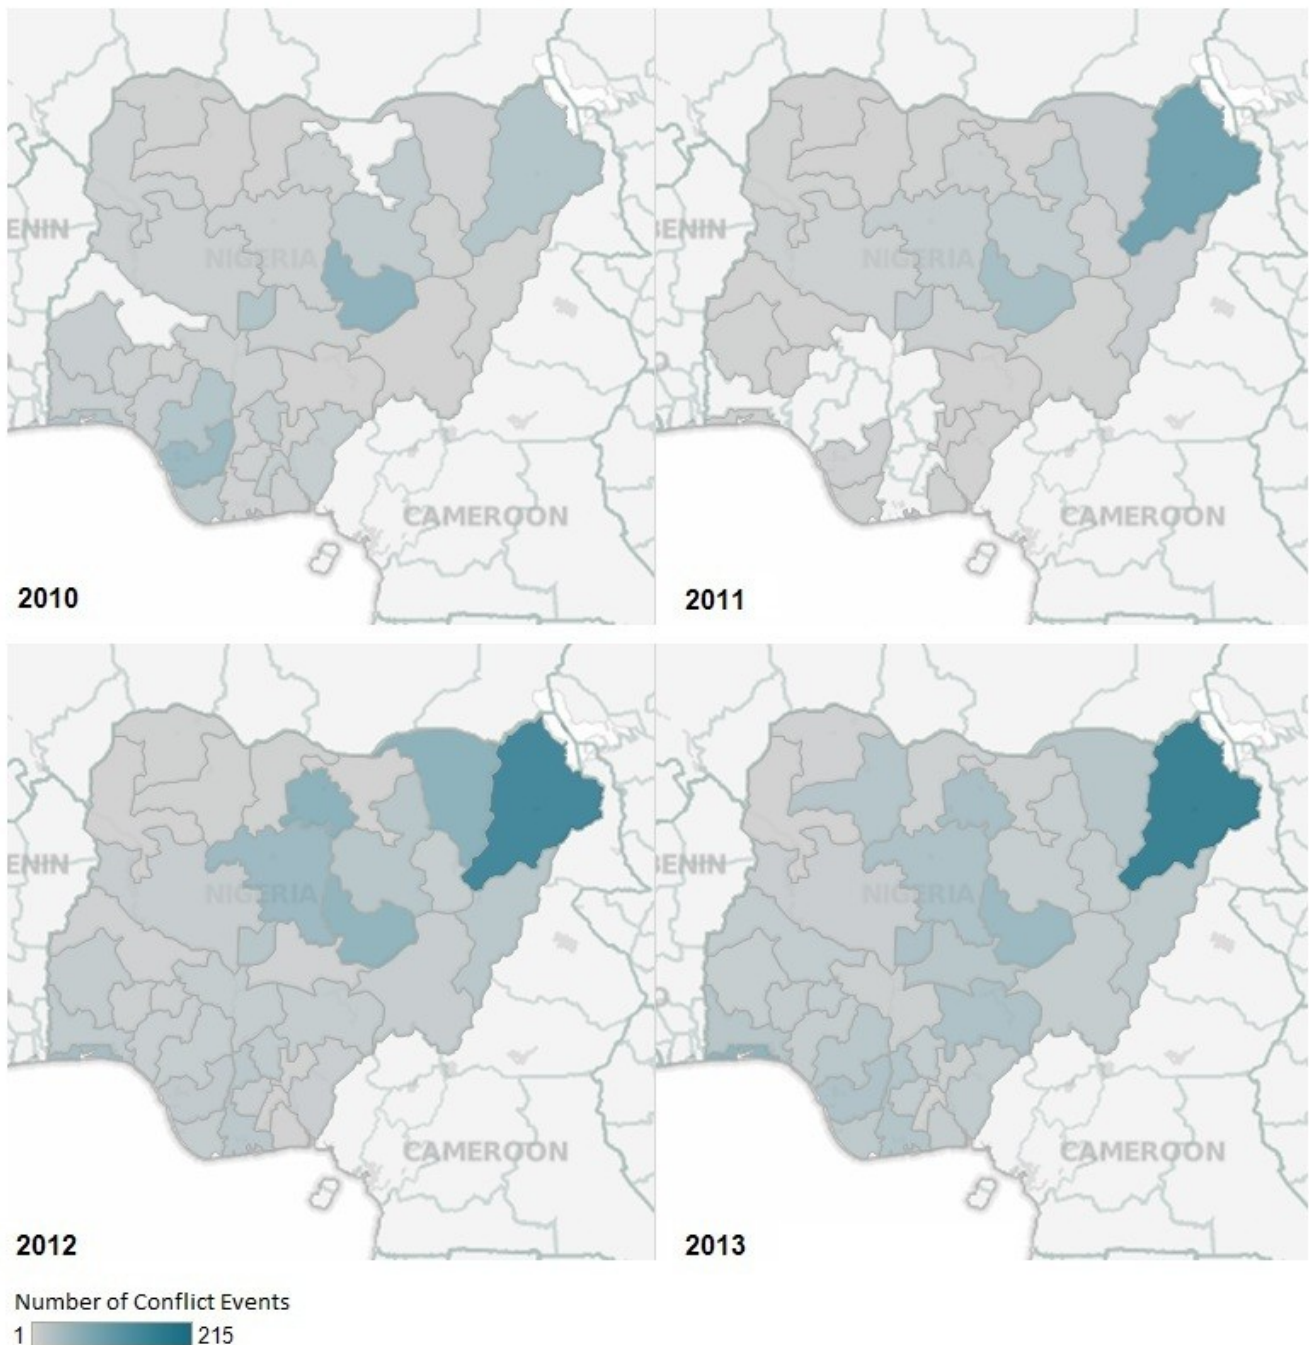 ENIN
NIGERIA
CAMEROON
2010
ENIN
NIGERIA
CAMEROON
2011
ENIN
NIGERIA
CAMEROON
2012
ENIN
NIGERIA
CAMEROON
2013
Number of Conflict Events
1 215